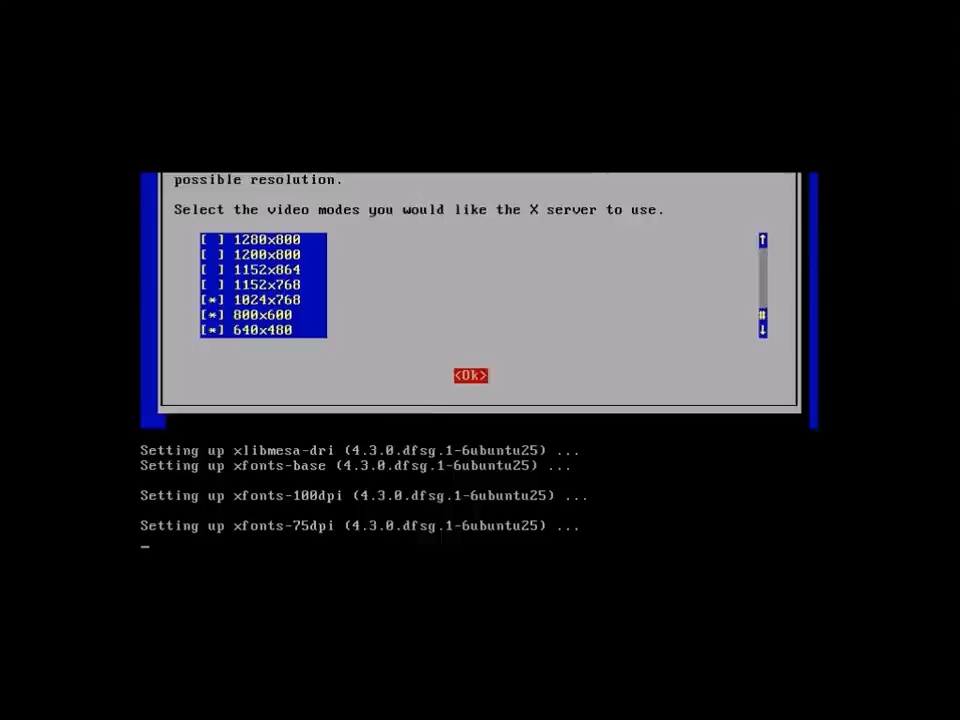 possible resolution.
Select the video modes you would like the X server to use.
[ ] 1280x800
[ ] 1200x800
[ ] 1152x864
[ ] 1152x768
[*] 1024x768
[*] 800x600
[*] 640x480
<Ok>
Setting up xlibmesa-dri (4.3.0.dfsg.1-6ubuntu25) ...
Setting up xfonts-base (4.3.0.dfsg.1-6ubuntu25) ...
Setting up xfonts-100dpi (4.3.0.dfsg.1-6ubuntu25) ...
Setting up xfonts-75dpi (4.3.0.dfsg.1-6ubuntu25) ...